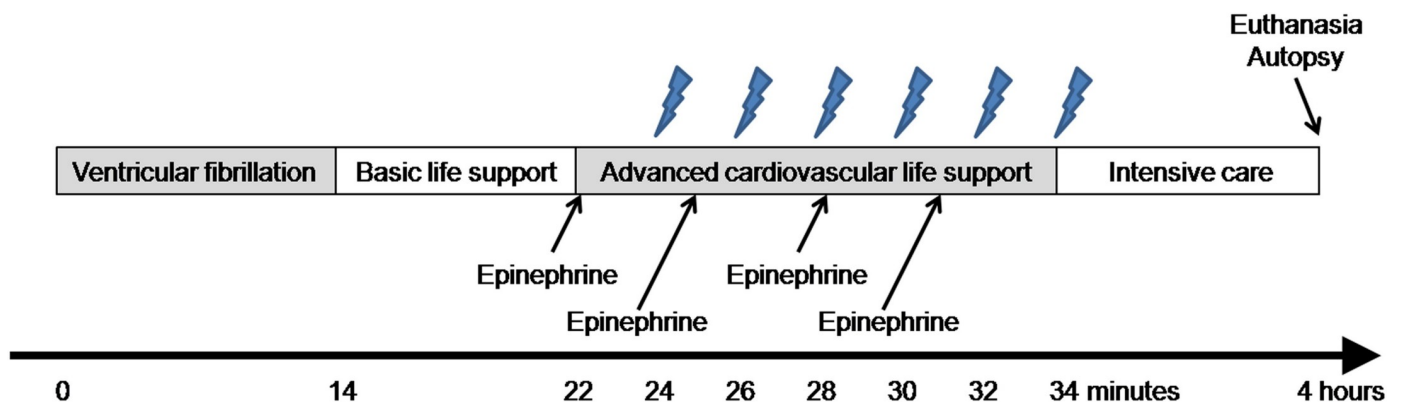 Euthanasia
Autopsy
Ventricular fibrillation Basic life support Advanced cardiovascular life support Intensive care
Epinephrine Epinephrine
Epinephrine Epinephrine
0 14 22 24 26 28 30 32 34 minutes 4 hours